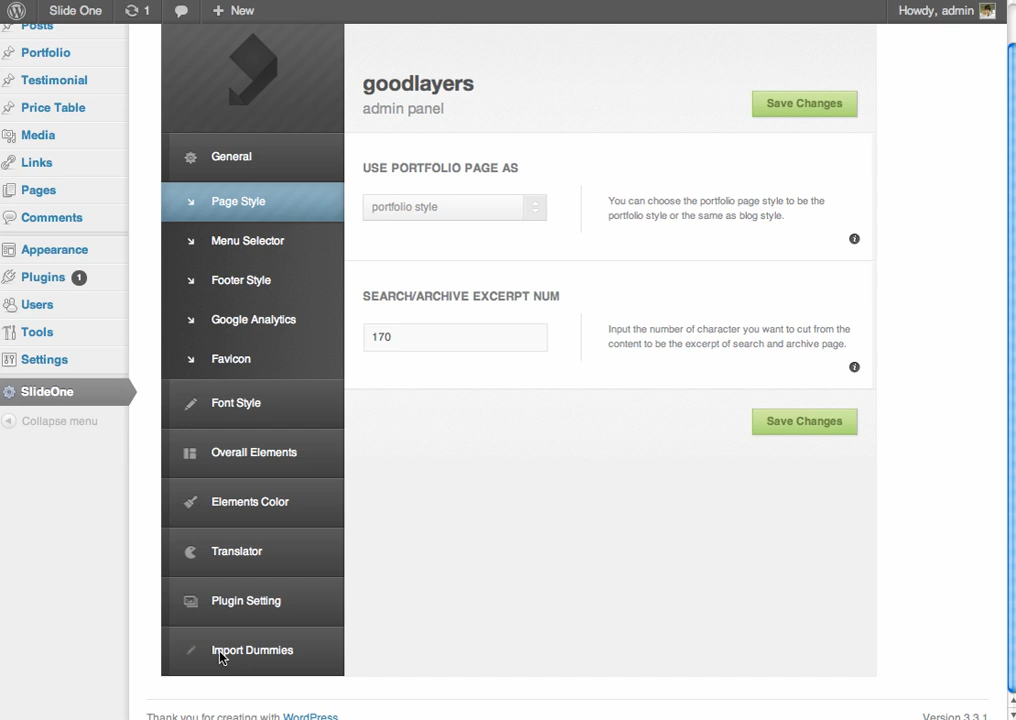 Slide One
1
New
Howdy, admin
Posts
Portfolio
Testimonial
Price Table
Media
Links
Pages
Comments
Appearance
Plugins 1
Users
Tools
Settings
SlideOne
Collapse menu
General
Page Style
Menu Selector
Footer Style
Google Analytics
Favicon
Font Style
Overall Elements
Elements Color
Translator
Plugin Setting
Import Dummies
goodlayers
admin panel
Save Changes
USE PORTFOLIO PAGE AS
portfolio style
You can choose the portfolio page style to be the
portfolio style or the same as blog style.
SEARCH/ARCHIVE EXCERPT NUM
170
Input the number of character you want to cut from the
content to be the excerpt of search and archive page.
Save Changes
Thank you for creating with WordPress
Version 3.3.1